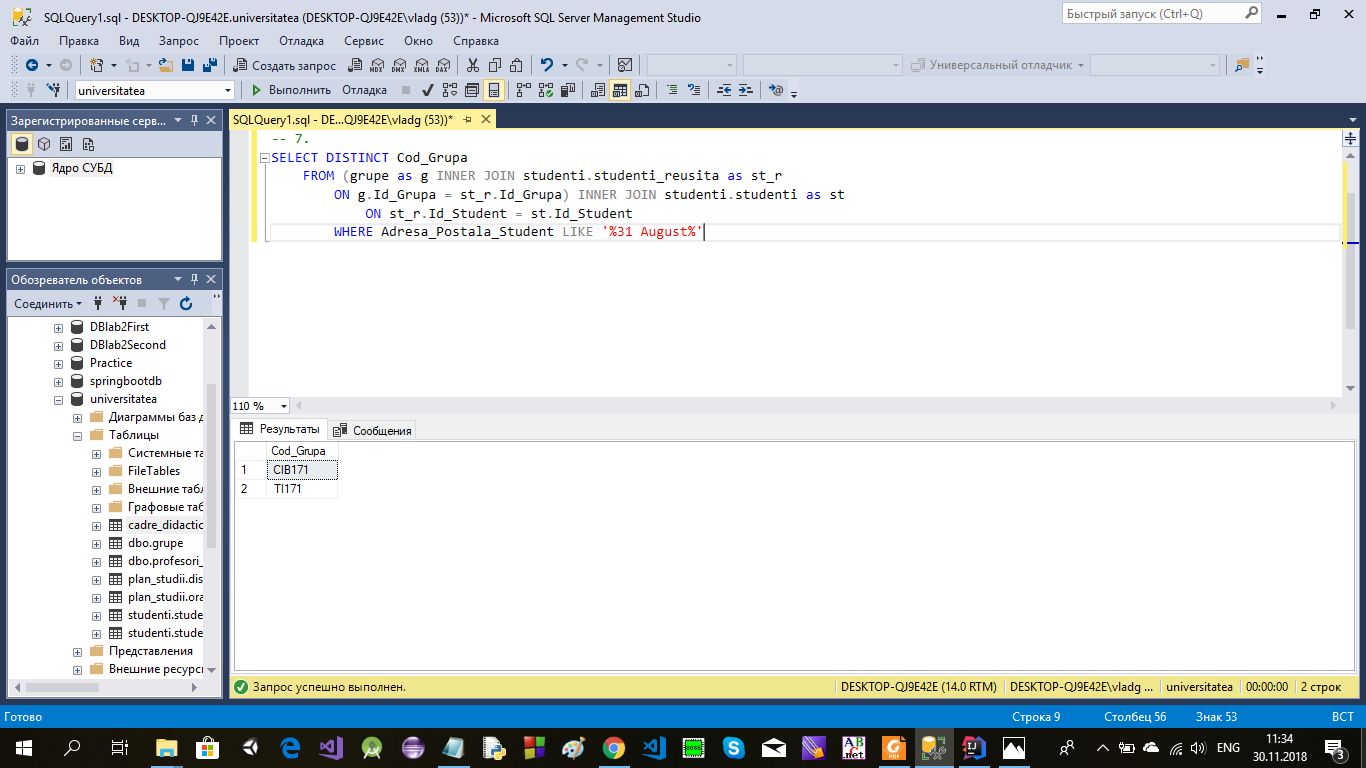 SQLQuery1.sql - DESKTOP-QJ9E42E.universitatea (DESKTOP-QJ9E42E\vladg (53))* - Microsoft SQL Server Management Studio
Быстрый запуск (Ctrl+Q)
Файл Правка Вид Запрос Проект Отладка Сервис Окно Справка
Создать запрос MDX DMX XMLA DAX Универсальный отладчик
universitatea Выполнить Отладка
Зарегистрированные серв...
Ядро СУБД
SQLQuery1.sql - DE...QJ9E42E\vladg (53))*
-- 7.
SELECT DISTINCT Cod_Grupa
FROM (grupe as g INNER JOIN studenti.studenti_reusita as st_r
ON g.Id_Grupa = st_r.Id_Grupa) INNER JOIN studenti.studenti as st
ON st_r.Id_Student = st.Id_Student
WHERE Adresa_Postala_Student LIKE '%31 August%'
Обозреватель объектов
Соединить
DBlab2First
DBlab2Second
Practice
springbootdb
universitatea
Диаграммы баз д
Таблицы
Системные та
FileTables
Внешние табл
Графовые таб
cadre_didactic
dbo.grupe
dbo.profesori_
plan_studii.dis
plan_studii.ora
studenti.stude
studenti.stude
Представления
Внешние ресурс
110 %
Результаты Сообщения
Cod_Grupa
1 CIB171
2 TI171
Запрос успешно выполнен. DESKTOP-QJ9E42E (14.0 RTM) DESKTOP-QJ9E42E\vladg ... universitatea 00:00:00 2 строк
Готово Строка 9 Столбец 56 Знак 53 ВСТ
ENG 11:34
30.11.2018
3